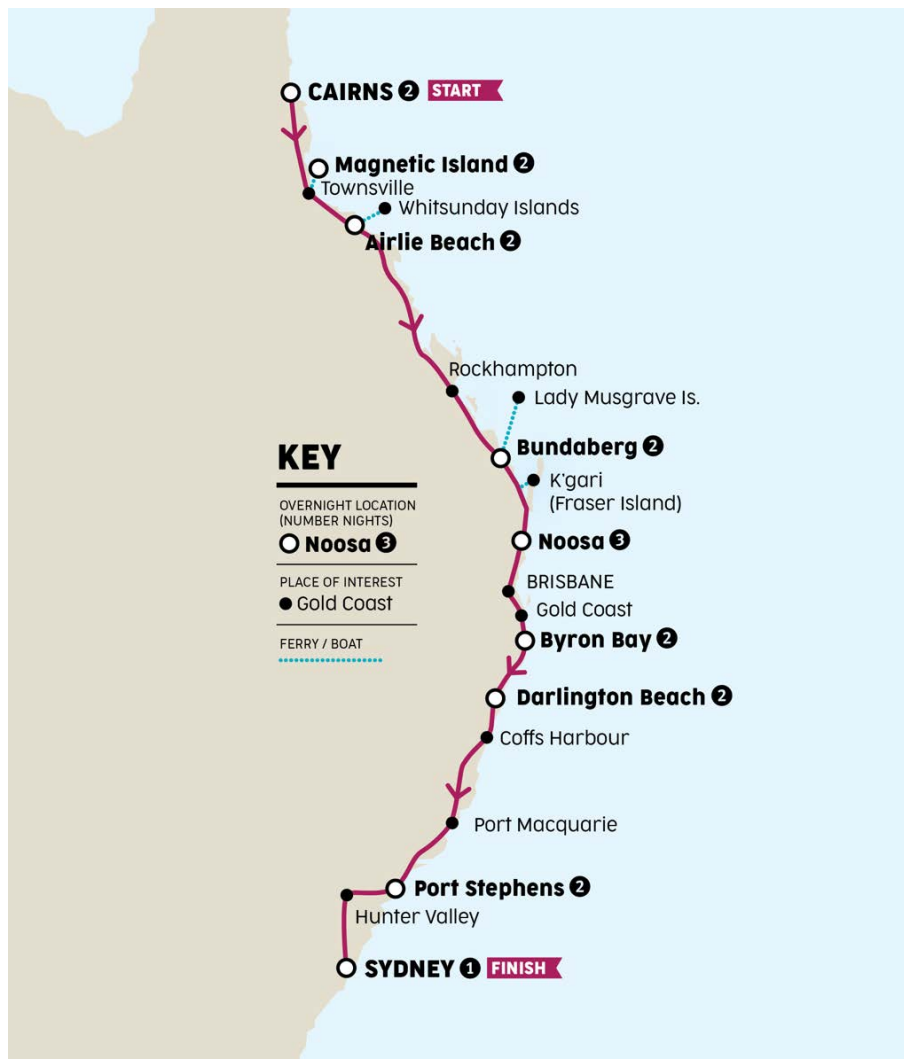 CAIRNS 2 START
Magnetic Island 2
Townsville
Whitsunday Islands
Airlie Beach 2
Rockhampton
Lady Musgrave Is.
Bundaberg 2
K'gari
(Fraser Island)
KEY
OVERNIGHT LOCATION
(NUMBER NIGHTS)
Noosa 3
PLACE OF INTEREST
Gold Coast
FERRY / BOAT
Noosa 3
BRISBANE
Gold Coast
Byron Bay 2
Darlington Beach 2
Coffs Harbour
Port Macquarie
Port Stephens 2
Hunter Valley
SYDNEY 1 FINISH